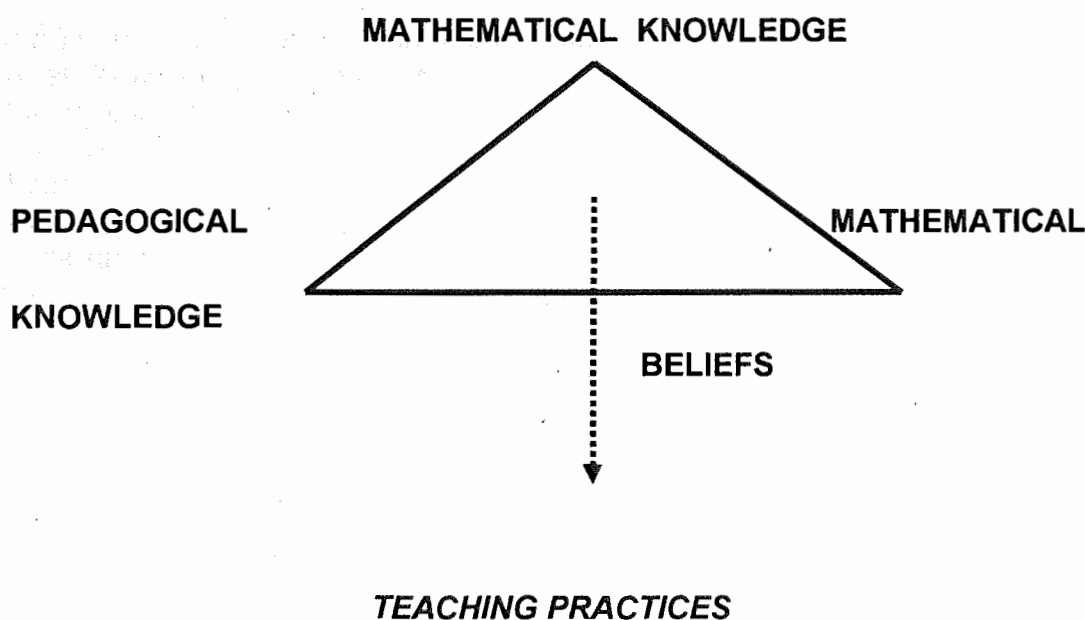 MATHEMATICAL KNOWLEDGE
PEDAGOGICAL
MATHEMATICAL
KNOWLEDGE
BELIEFS
TEACHING PRACTICES